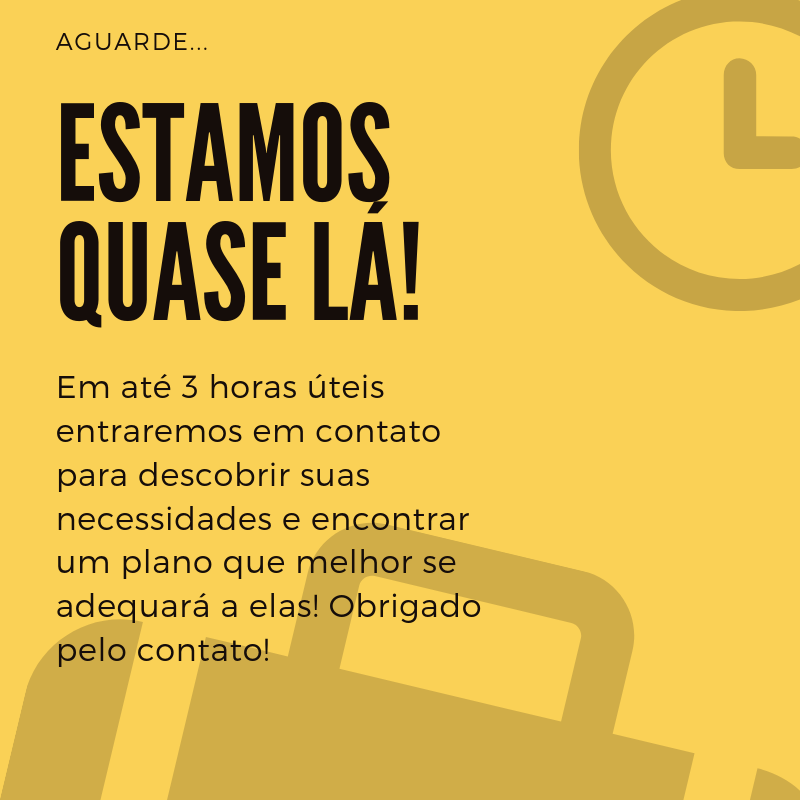 AGUARDE...
ESTAMOS
QUASE LÁ!
Em até 3 horas úteis
entraremos em contato
para descobrir suas
necessidades e encontrar
um plano que melhor se
adequará a elas! Obrigado
pelo contato!